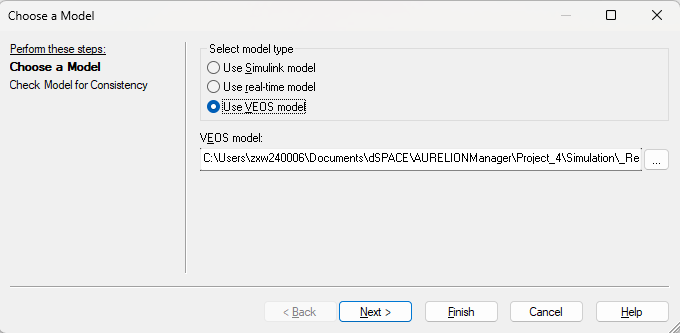 Choose a Model
Perform these steps:
Choose a Model
Check Model for Consistency
Select model type
Use Simulink model
Use real-time model
Use VEOS model
VEOS model:
C:\Users\zxw240006\Documents\dSPACE\AURELIONManager\Project_4\Simulation\_Re
...
< Back
Next >
Finish
Cancel
Help